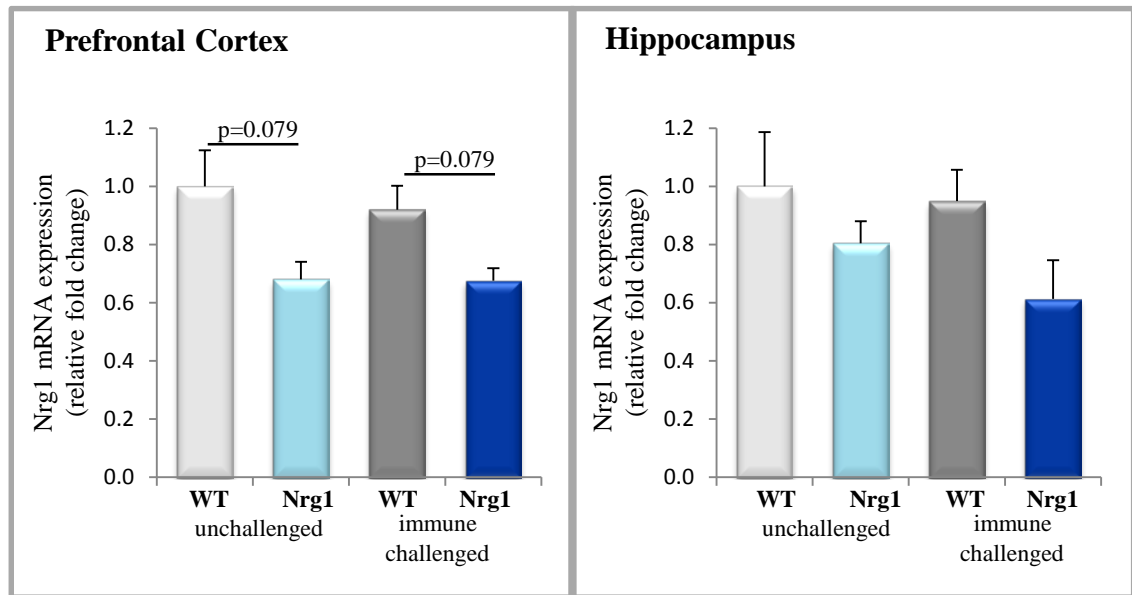 Prefrontal Cortex
Nrg1 mRNA expression
(relative fold change)
1.2
1.0
0.8
0.6
0.4
0.2
0.0
p=0.079
p=0.079
WT Nrg1 WT Nrg1
unchallenged
immune
challenged
Hippocampus
Nrg1 mRNA expression
(relative fold change)
1.2
1.0
0.8
0.6
0.4
0.2
0.0
WT Nrg1 WT Nrg1
unchallenged
immune
challenged